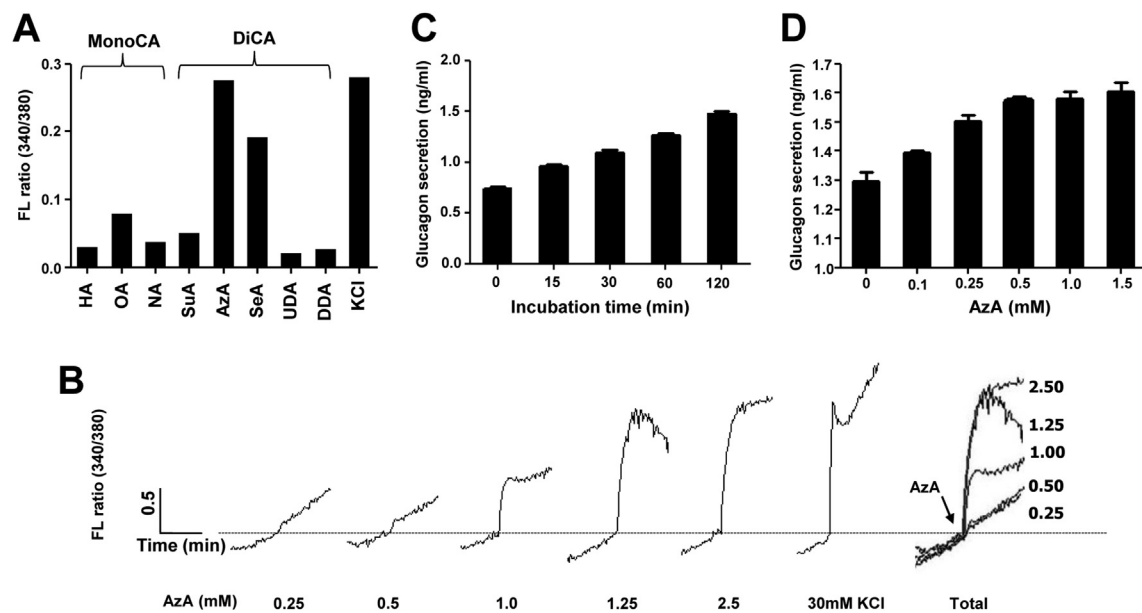 A
MonoCA
DiCA
FL ratio (340/380)
0.3
0.2
0.1
0.0
HA
OA
NA
SuA
AzA
SeA
UDA
DDA
KCl
C
Glucagon secretion (ng/ml)
2.0
1.5
1.0
0.5
0.0
0
15
30
60
120
Incubation time (min)
D
Glucagon secretion (ng/ml)
1.7
1.6
1.5
1.4
1.3
1.2
1.1
1.0
0
0.1
0.25
0.5
1.0
1.5
AzA (mM)
B
FL ratio (340/380)
0.5
Time (min)
AzA
2.50
1.25
1.00
0.50
0.25
AzA (mM) 0.25 0.5 1.0 1.25 2.5 30mM KCl Total